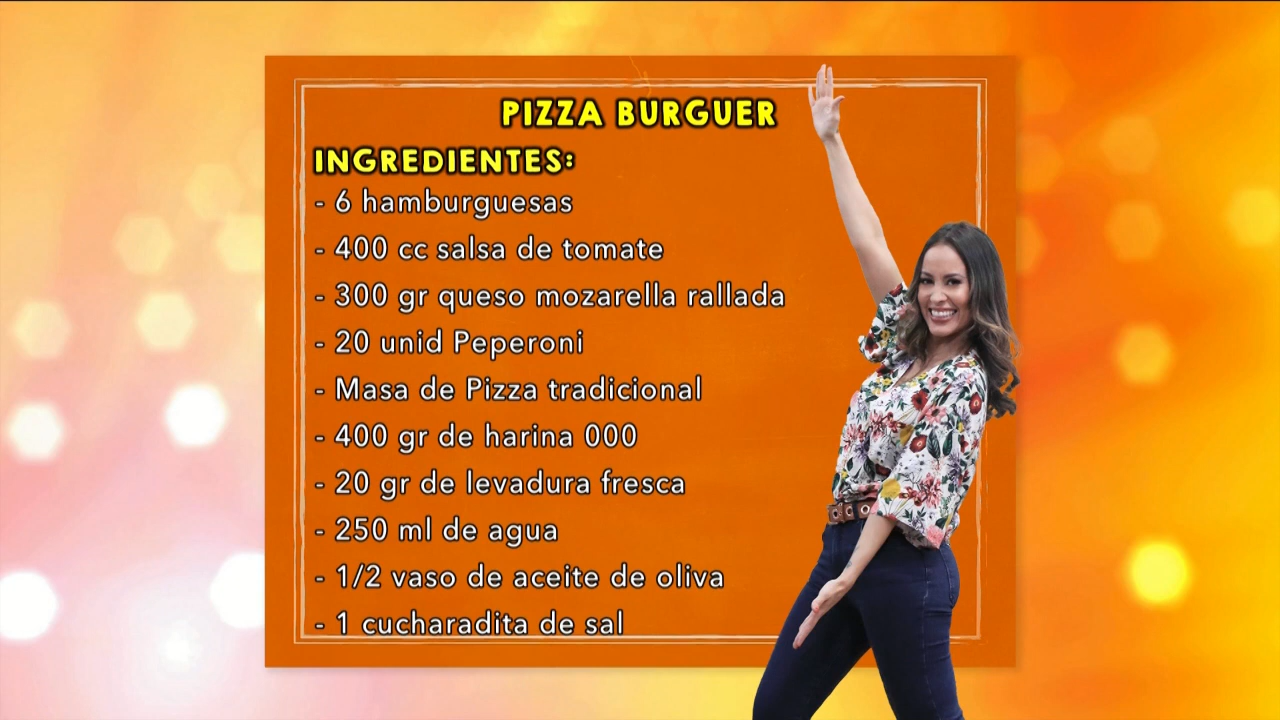 PIZZA BURGUER
INGREDIENTES:
- 6 hamburguesas
- 400 cc salsa de tomate
- 300 gr queso mozarella rallada
- 20 unid Peperoni
- Masa de Pizza tradicional
- 400 gr de harina 000
- 20 gr de levadura fresca
- 250 ml de agua
- 1/2 vaso de aceite de oliva
- 1 cucharadita de sal